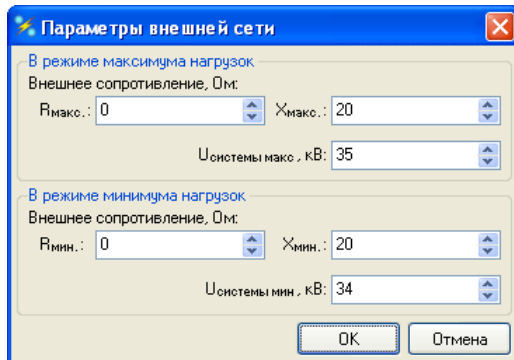 Параметры внешней сети
В режиме максимума нагрузок
Внешнее сопротивление, Ом:
Rмакс.: 0 Xмакс.: 20
Uсистемы макс , кВ: 35
В режиме минимума нагрузок
Внешнее сопротивление, Ом:
Rмин.: 0 Xмин.: 20
Uсистемы мин , кВ: 34
OK Отмена